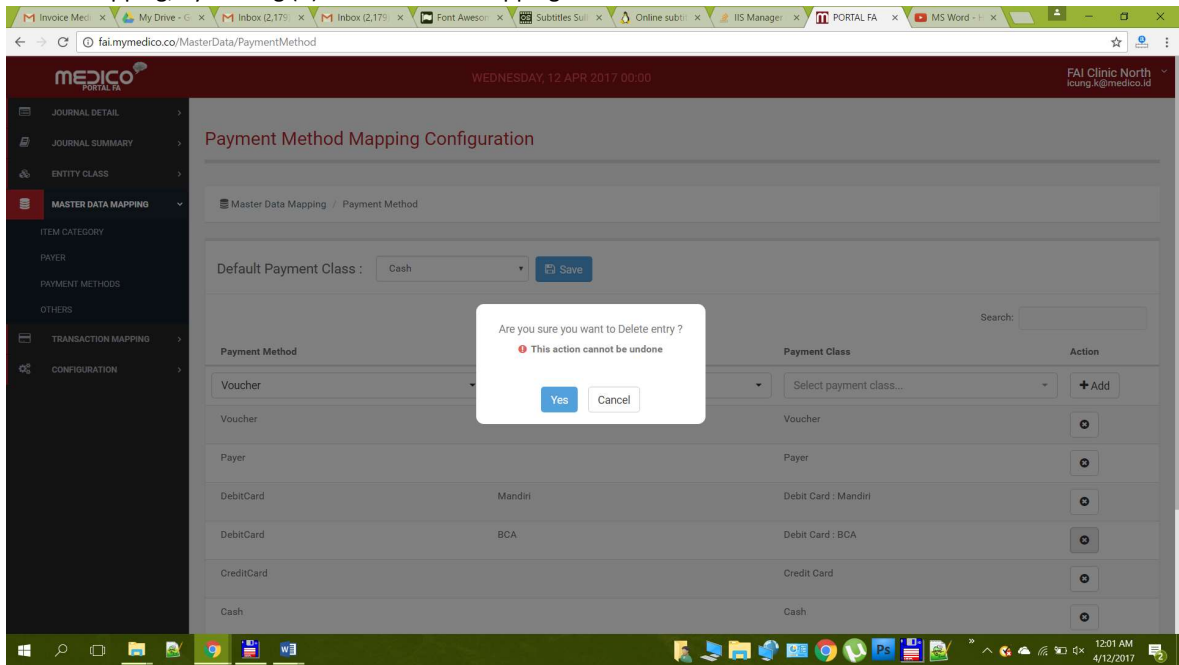 Invoice Medi
My Drive - G
Inbox (2,179)
Inbox (2,179)
Font Aweson
Subtitles Suli
Online subti
IIS Manager
PORTAL FA
MS Word - H
fai.mymedico.co/MasterData/PaymentMethod
MEDICO
PORTAL FA
WEDNESDAY, 12 APR 2017 00:00
FAI Clinic North
icung.k@medico.id
JOURNAL DETAIL
JOURNAL SUMMARY
ENTITY CLASS
MASTER DATA MAPPING
ITEM CATEGORY
PAYER
PAYMENT METHODS
OTHERS
TRANSACTION MAPPING
CONFIGURATION
Payment Method Mapping Configuration
Master Data Mapping / Payment Method
Default Payment Class : Cash Save
Search:
Are you sure you want to Delete entry ?
This action cannot be undone
Yes Cancel
Payment Method Payment Class Action
Voucher Select payment class... Add
Voucher Voucher
Payer Payer
DebitCard Mandiri Debit Card : Mandiri
DebitCard BCA Debit Card : BCA
CreditCard Credit Card
Cash Cash
Ps
W
12:01 AM
4/12/2017